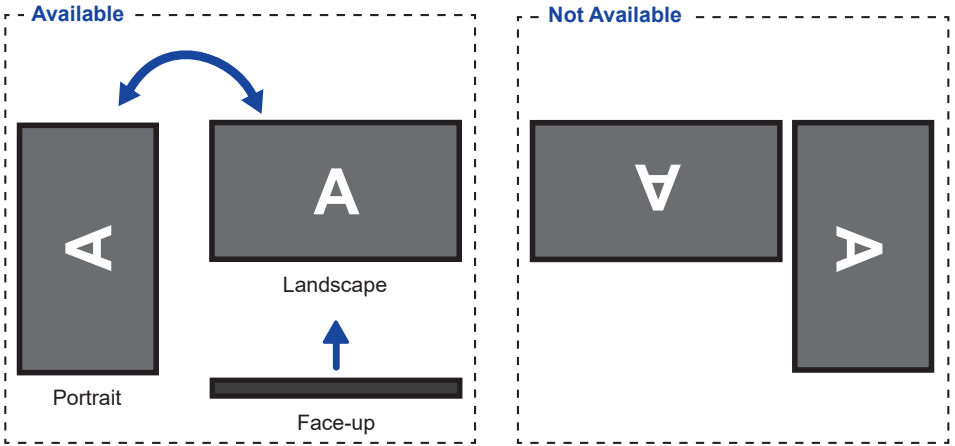 Available
A
A
Landscape
Portrait
Face-up
Not Available
A
A